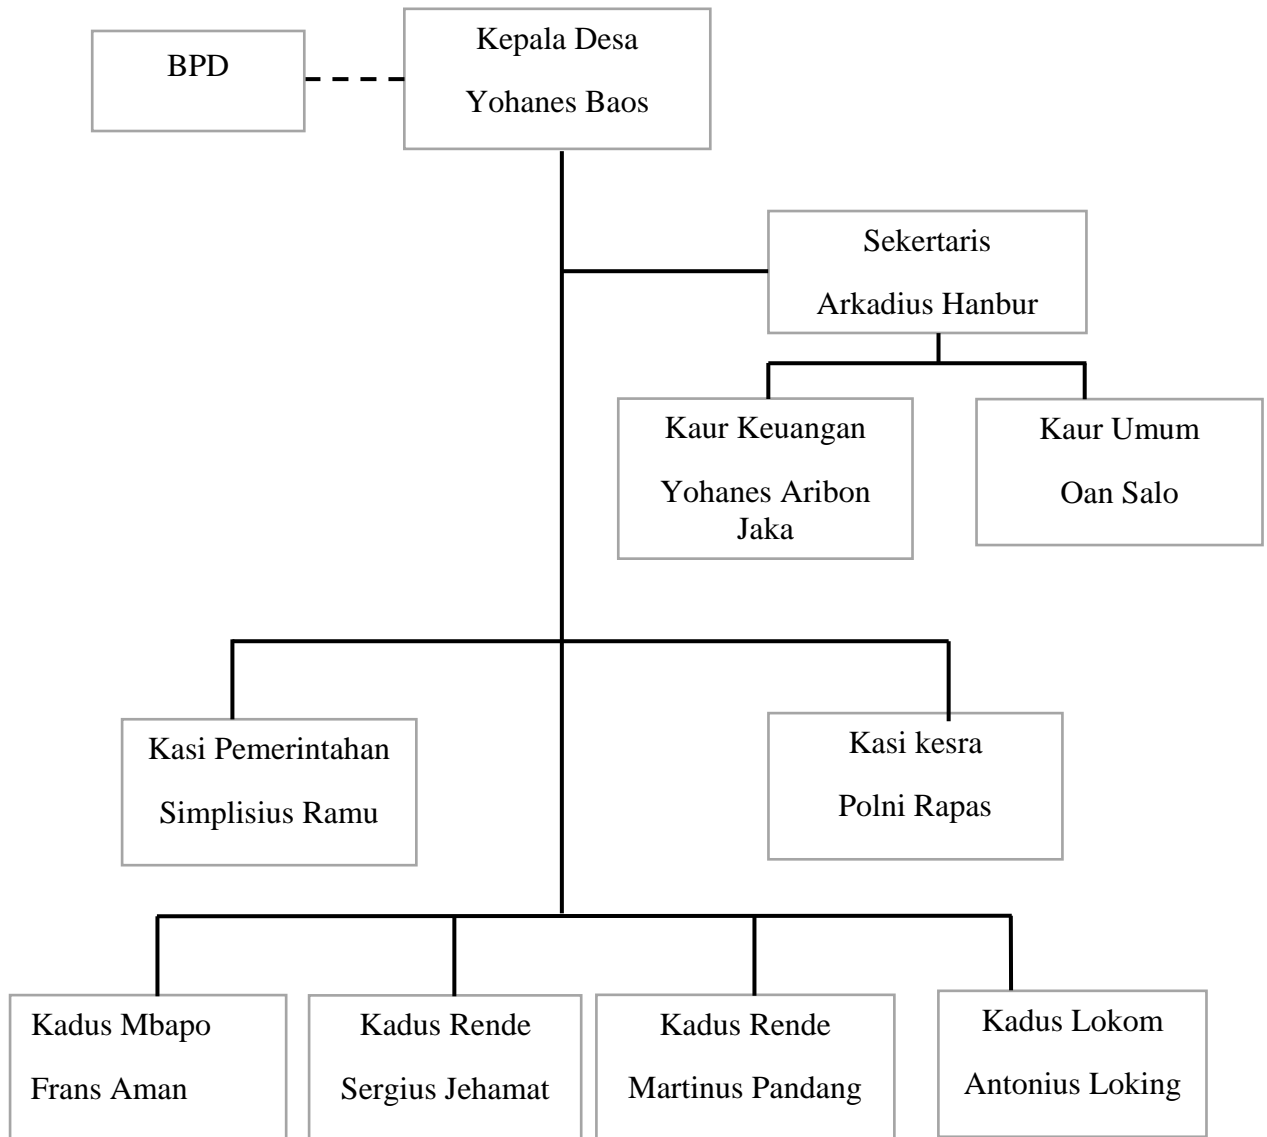 BPD
Kepala Desa
Yohanes Baos
Sekertaris
Arkadius Hanbur
Kaur Keuangan
Yohanes Aribon
Jaka
Kaur Umum
Oan Salo
Kasi Pemerintahan
Simplisius Ramu
Kasi kesra
Polni Rapas
Kadus Mbapo
Frans Aman
Kadus Rende
Sergius Jehamat
Kadus Rende
Martinus Pandang
Kadus Lokom
Antonius Loking